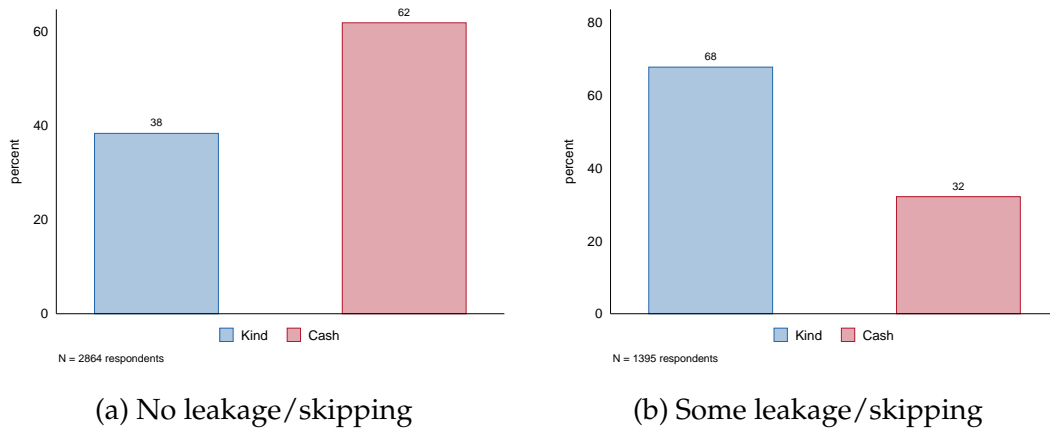 60
40
20
0
percent
38
62
Kind Cash
N = 2864 respondents
(a) No leakage/skipping
80
60
40
20
0
percent
68
32
Kind Cash
N = 1395 respondents
(b) Some leakage/skipping